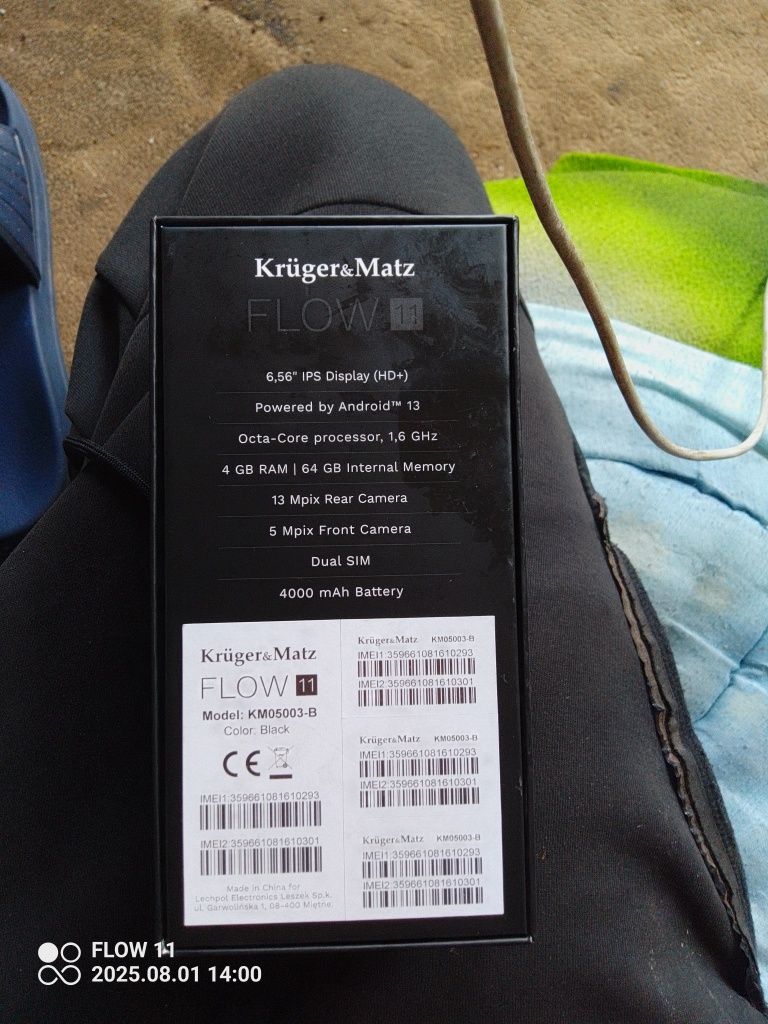 Krüger&Matz
FLOW 11
6,56" IPS Display (HD+)
Powered by Android™ 13
Octa-Core processor, 1,6 GHz
4 GB RAM | 64 GB Internal Memory
13 Mpix Rear Camera
5 Mpix Front Camera
Dual SIM
4000 mAh Battery
Krüger&Matz
FLOW 11
Model: KM05003-B
Color: Black
CE
IMEI1:359661081610293
IMEI2:359661081610301
Made in China for
Lechpol Electronics Leszek Sp.k.
ul. Garwolińska 1, 08-400 Miętne.
Krüger&Matz KM05003-B
IMEI1:359661081610293
IMEI2:359661081610301
Krüger&Matz KM05003-B
IMEI1:359661081610293
IMEI2:359661081610301
Krüger&Matz KM05003-B
IMEI1:359661081610293
IMEI2:359661081610301
FLOW 11
2025.08.01 14:00